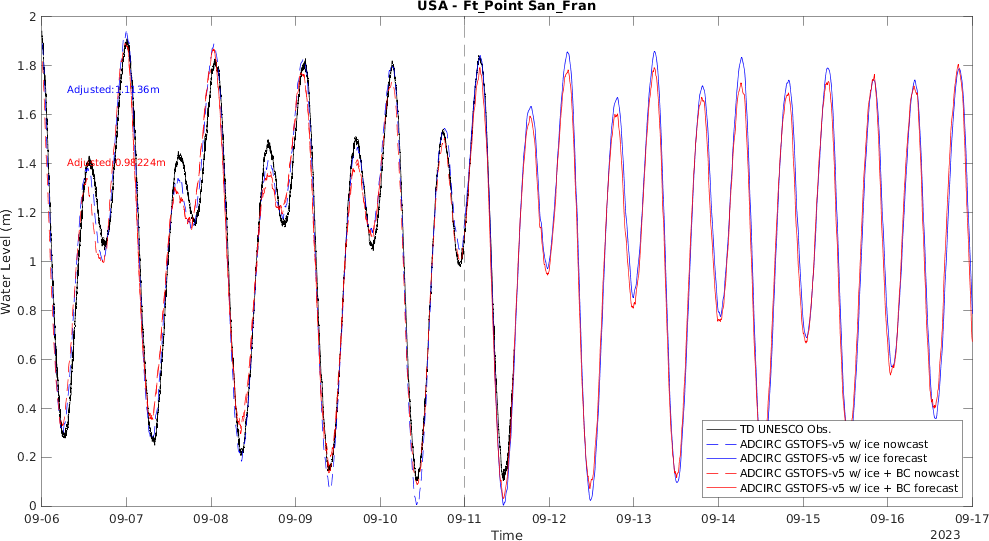 USA - Ft_Point San_Fran
Water Level (m)
2
1.8
1.6
1.4
1.2
1
0.8
0.6
0.4
0.2
0
Adjusted:1.1136m
Adjusted:0.98224m
TD UNESCO Obs.
ADCIRC GSTOFS-v5 w/ ice nowcast
ADCIRC GSTOFS-v5 w/ ice forecast
ADCIRC GSTOFS-v5 w/ ice + BC nowcast
ADCIRC GSTOFS-v5 w/ ice + BC forecast
09-06 09-07 09-08 09-09 09-10 09-11 09-12 09-13 09-14 09-15 09-16 09-17
Time
2023